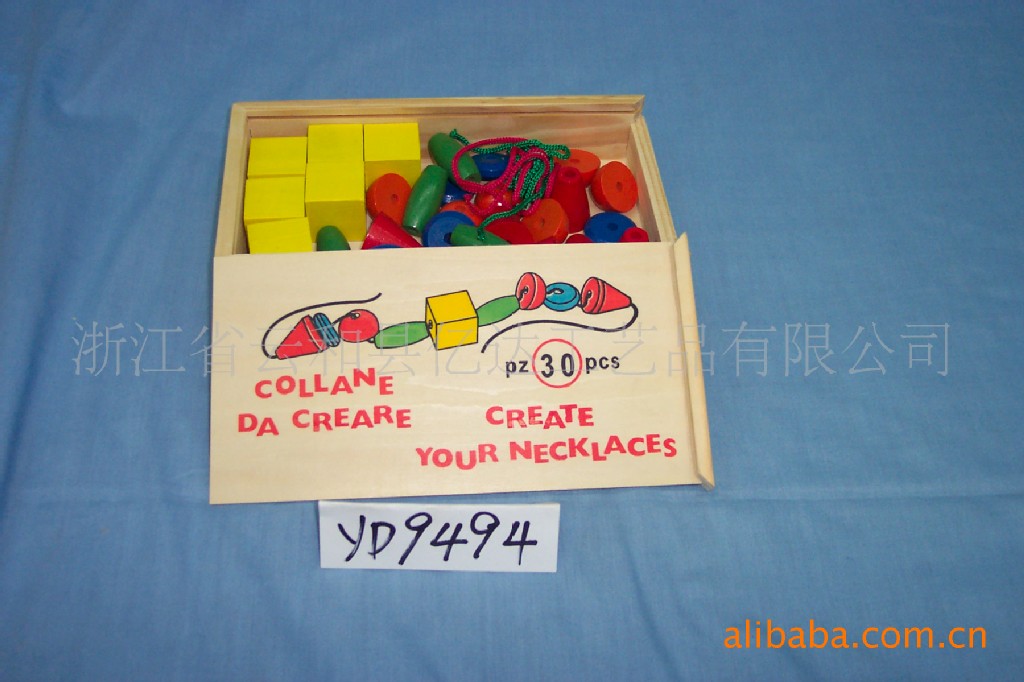 浙江省云和县亿达工艺品有限公司
pz 30 pcs
COLLANE
DA CREARE
CREATE
YOUR NECKLACES
YD9494
alibaba.com.cn